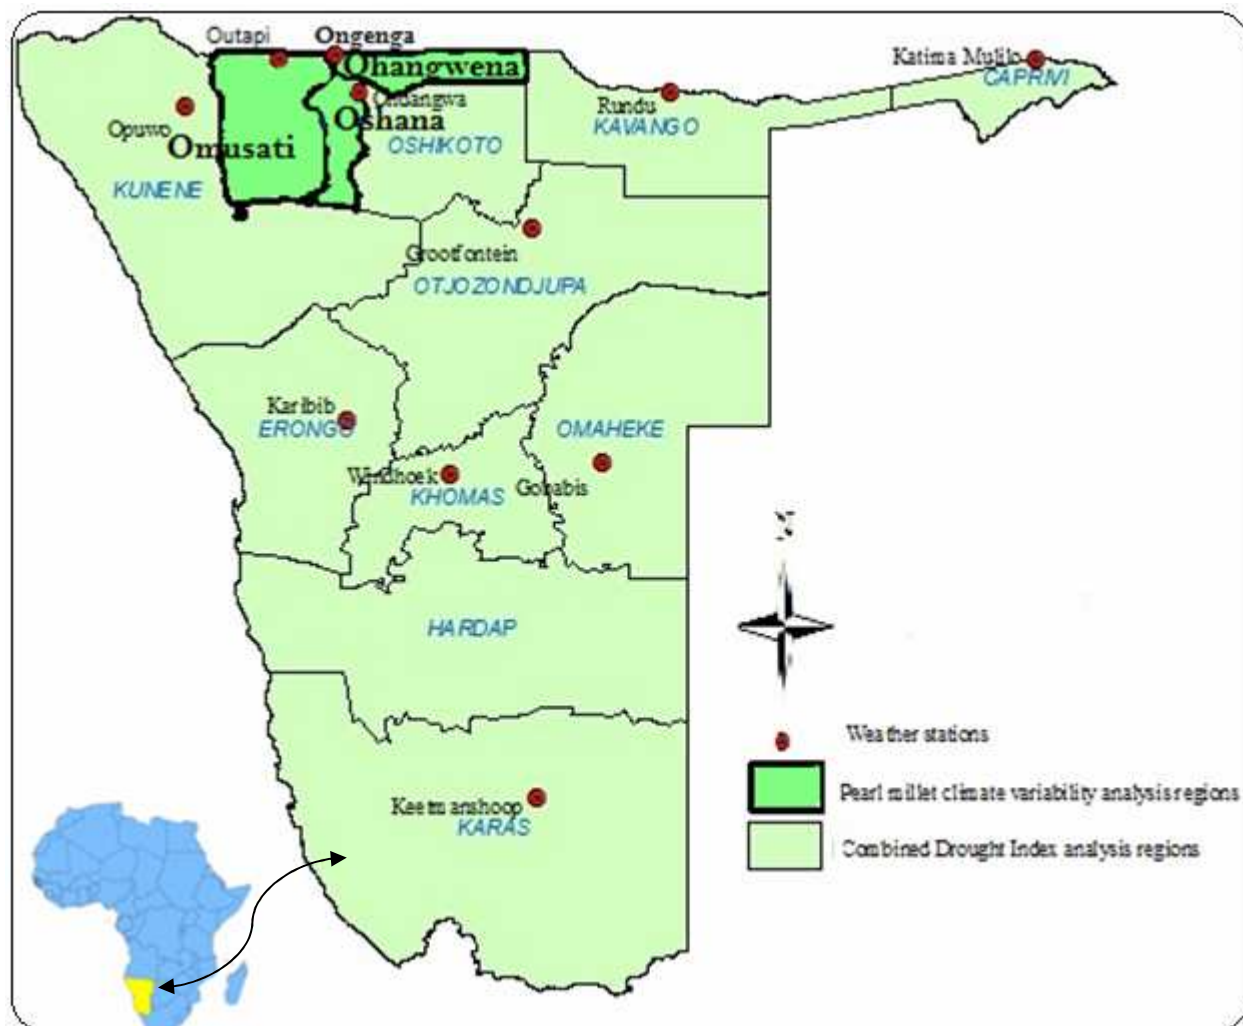 Outapi
Ongenga
Ohangwena
Katima Mulilo
CAPRIVI
Ondangwa
Rundu
KAVANGO
Opuwo
Omusati
Oshana
OSHIKOTO
KUNENE
Grootfontein
OTJOZONDJUPA
Karibib
ERONGO
OMAHEKE
Windhoek
KHOMAS
Gobabis
N
HARDAP
Weather stations
Pearl millet climate variability analysis regions
Combined Drought Index analysis regions
Keetmanshoop
KARAS